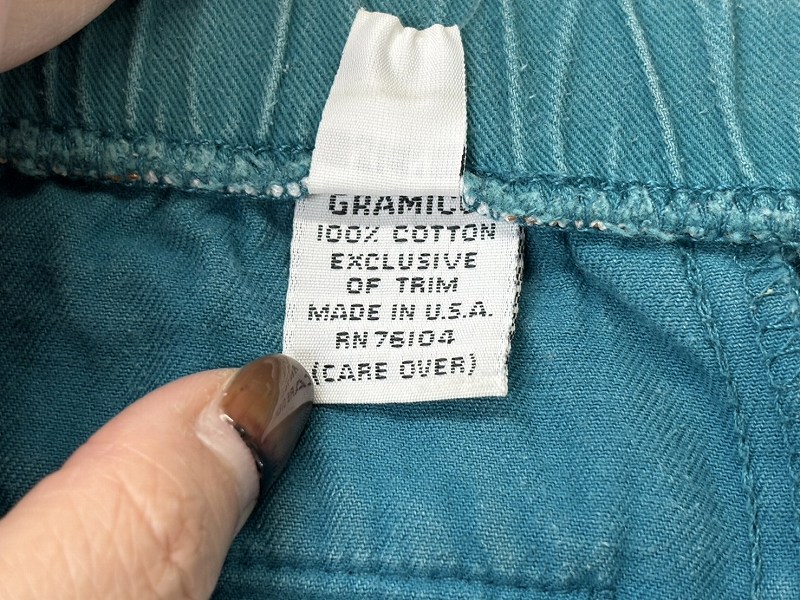 GRAMICC
100% COTTON
EXCLUSIVE
OF TRIM
MADE IN U.S.A.
RN 76104
(CARE OVER)